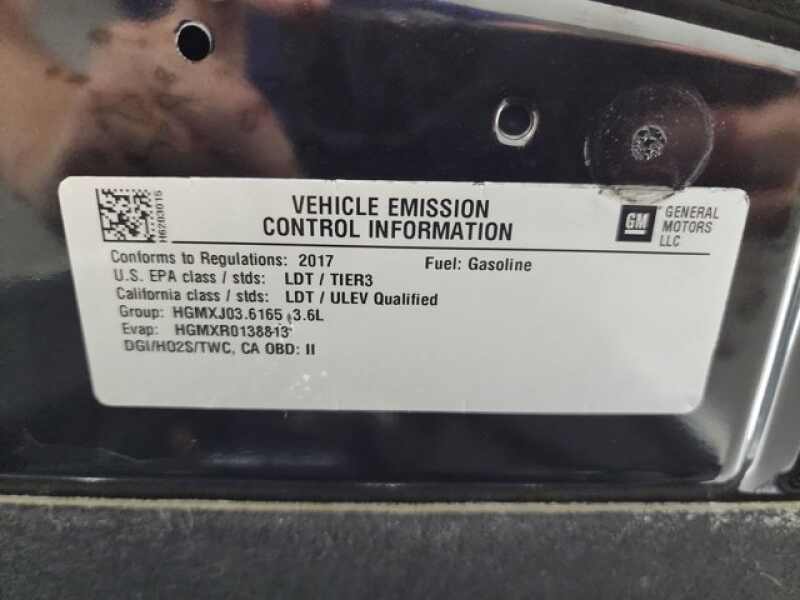 VEHICLE EMISSION
CONTROL INFORMATION
GM
GENERAL
MOTORS
LLC
H6203015
Conforms to Regulations: 2017 Fuel: Gasoline
U.S. EPA class / stds: LDT / TIER3
California class / stds: LDT / ULEV Qualified
Group: HGMXJ03.6165 3.6L
Evap: HGMXR0138813
DGI/HO2S/TWC, CA OBD: II